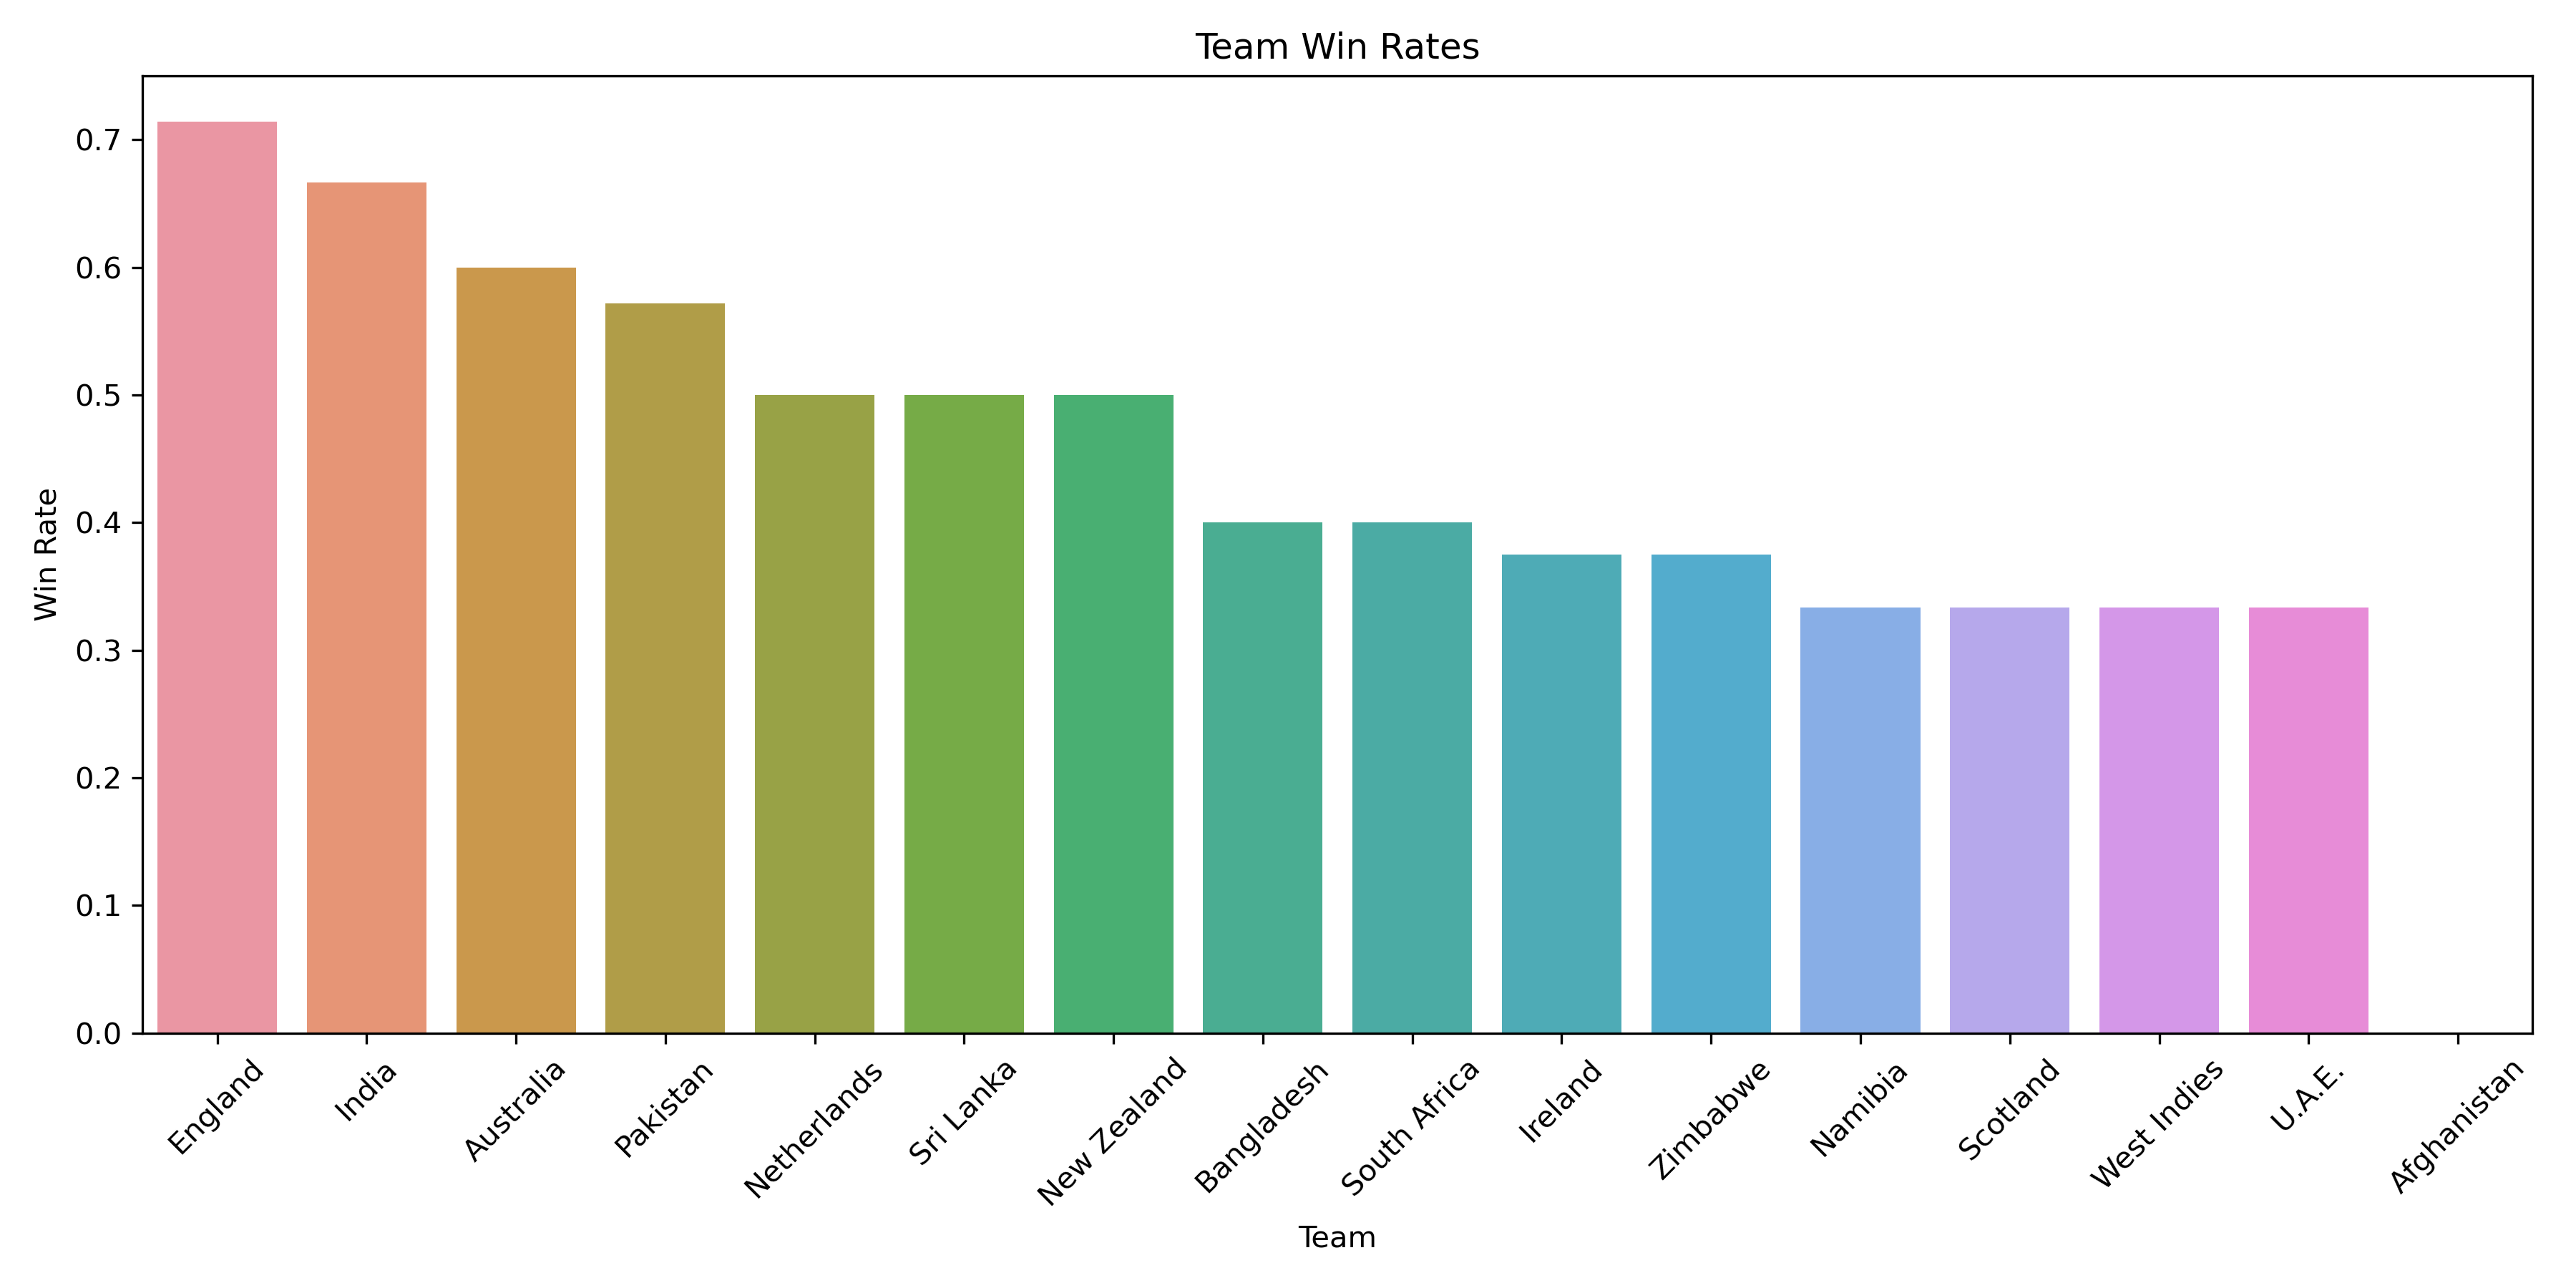 Team Win Rates
Win Rate
0.7
0.6
0.5
0.4
0.3
0.2
0.1
0.0
England
India
Australia
Pakistan
Netherlands
Sri Lanka
New Zealand
Bangladesh
South Africa
Ireland
Zimbabwe
Namibia
Scotland
West Indies
U.A.E.
Afghanistan
Team